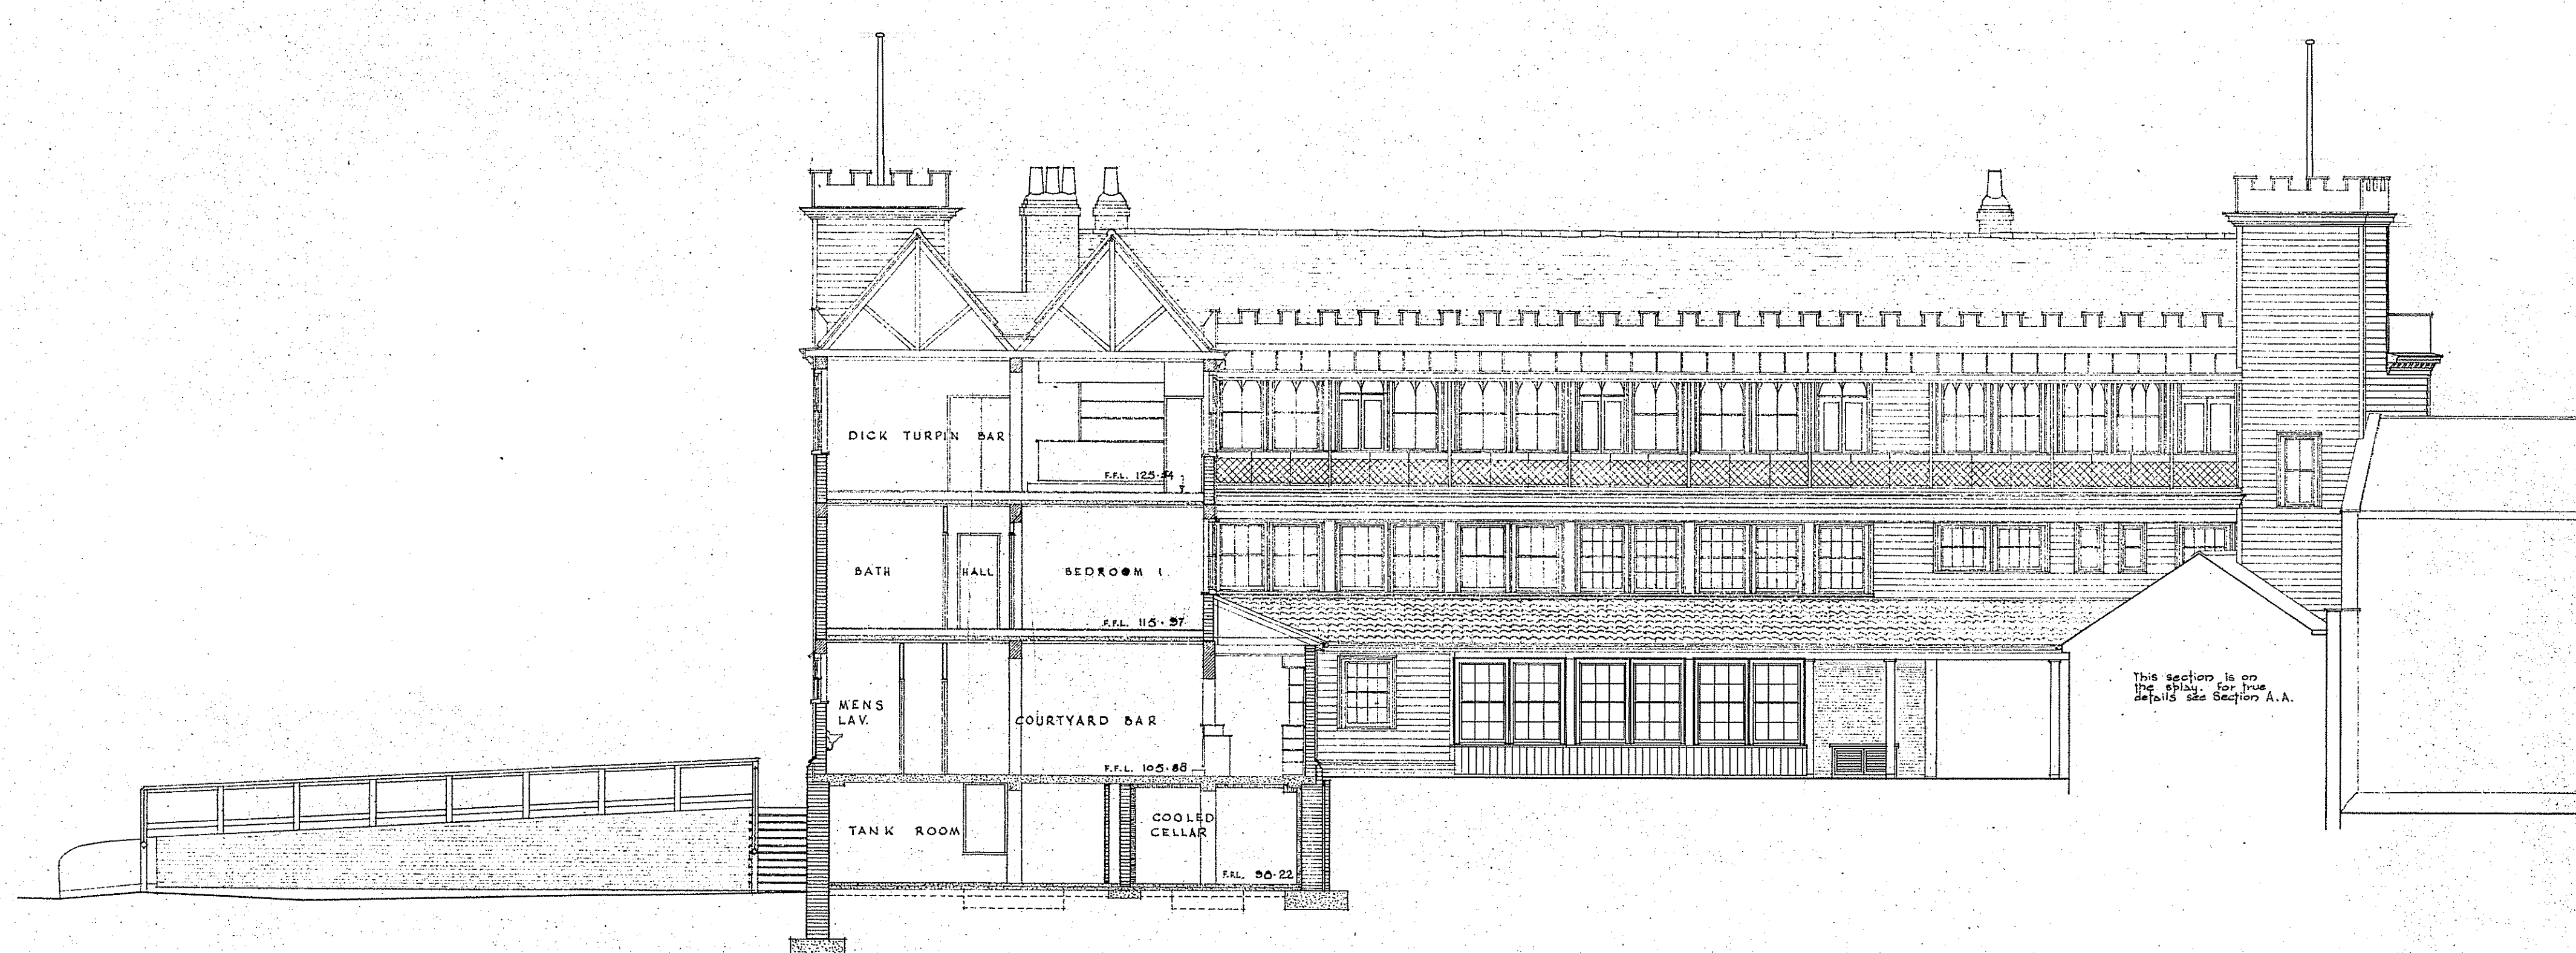 DICK TURPIN BAR
F.F.L. 125·54
BATH
HALL
BEDROOM 1
F.F.L. 115·97
MENS
LAV.
COURTYARD BAR
F.F.L. 105·88
This section is on
the splay. for true
details see Section A.A.
TANK ROOM
COOLED
CELLAR
F.F.L. 98·22